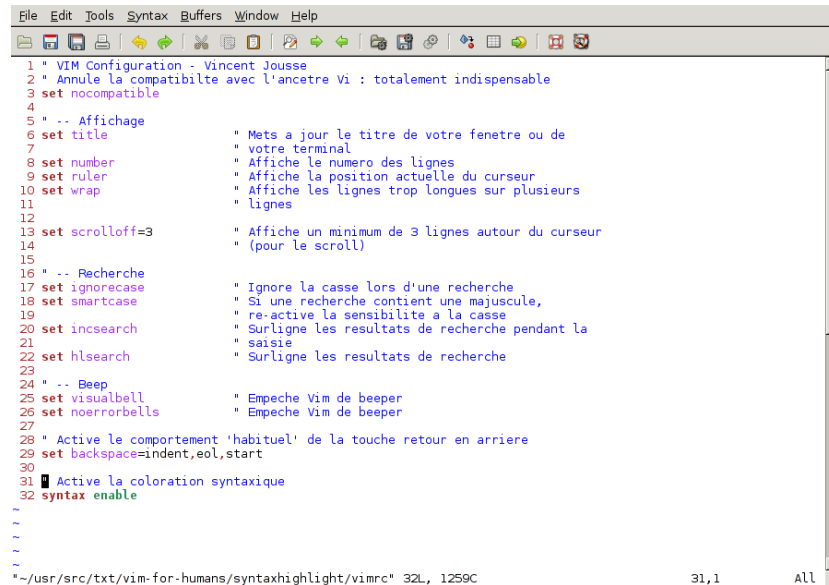 File Edit Tools Syntax Buffers Window Help
1 " VIM Configuration - Vincent Jousse
2 " Annule la compatibilte avec l'ancetre Vi : totalement indispensable
3 set nocompatible
4
5 " -- Affichage
6 set title " Mets a jour le titre de votre fenetre ou de
7 " votre terminal
8 set number " Affiche le numero des lignes
9 set ruler " Affiche la position actuelle du curseur
10 set wrap " Affiche les lignes trop longues sur plusieurs
11 " lignes
12
13 set scrolloff=3 " Affiche un minimum de 3 lignes autour du curseur
14 " (pour le scroll)
15
16 " -- Recherche
17 set ignorecase " Ignore la casse lors d'une recherche
18 set smartcase " Si une recherche contient une majuscule,
19 " re-active la sensibilite a la casse
20 set incsearch " Surligne les resultats de recherche pendant la
21 " saisie
22 set hlsearch " Surligne les resultats de recherche
23
24 " -- Beep
25 set visualbell " Empeche Vim de beeper
26 set noerrorbells " Empeche Vim de beeper
27
28 " Active le comportement 'habituel' de la touche retour en arriere
29 set backspace=indent,eol,start
30
31 " Active la coloration syntaxique
32 syntax enable
~
~
~
~
~
"~/usr/src/txt/vim-for-humans/syntaxhighlight/vimrc" 32L, 1259C 31,1 All